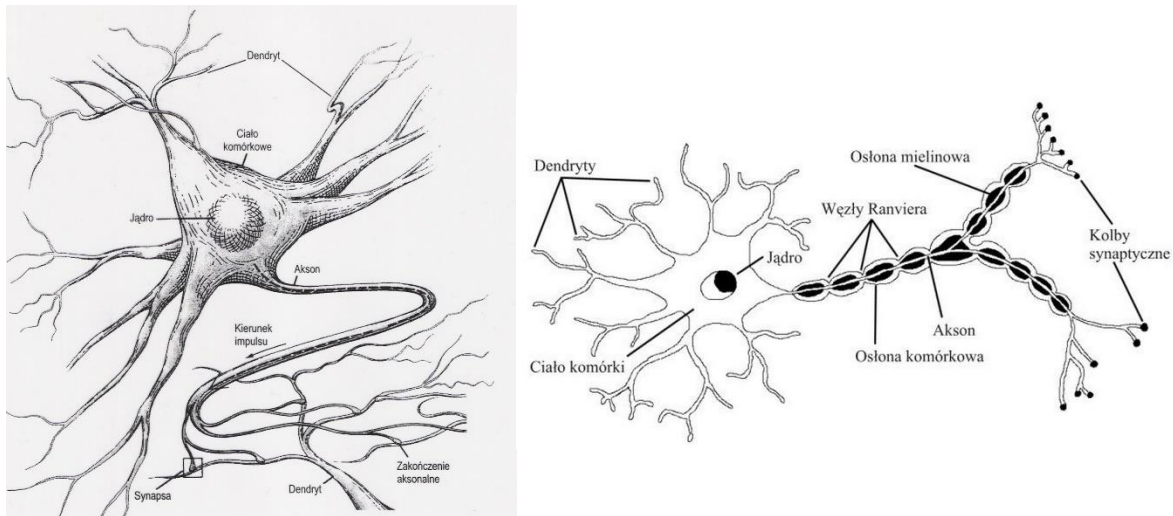 Dendryt
Ciało
komórkowe
Jądro
Akson
Kierunek
impulsu
Zakończenie
aksonalne
Synapsa
Dendryt
Osłona mielinowa
Dendryty
Węzły Ranviera
Kolby
synaptyczne
Jądro
Akson
Ciało komórki
Osłona komórkowa